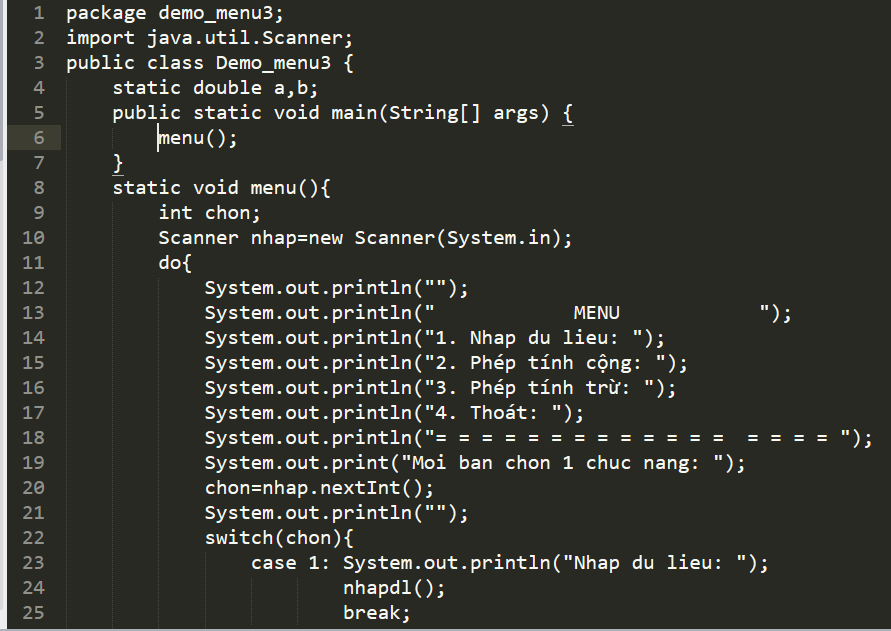 1 package demo_menu3;
2 import java.util.Scanner;
3 public class Demo_menu3 {
4     static double a,b;
5     public static void main(String[] args) {
6         menu();
7     }
8     static void menu(){
9         int chon;
10         Scanner nhap=new Scanner(System.in);
11         do{
12             System.out.println("");
13             System.out.println("            MENU            ");
14             System.out.println("1. Nhap du lieu: ");
15             System.out.println("2. Phép tính cộng: ");
16             System.out.println("3. Phép tính trừ: ");
17             System.out.println("4. Thoát: ");
18             System.out.println("= = = = = = = = = = = = =  = = = = ");
19             System.out.print("Moi ban chon 1 chuc nang: ");
20             chon=nhap.nextInt();
21             System.out.println("");
22             switch(chon){
23                 case 1: System.out.println("Nhap du lieu: ");
24                         nhapdl();
25                         break;